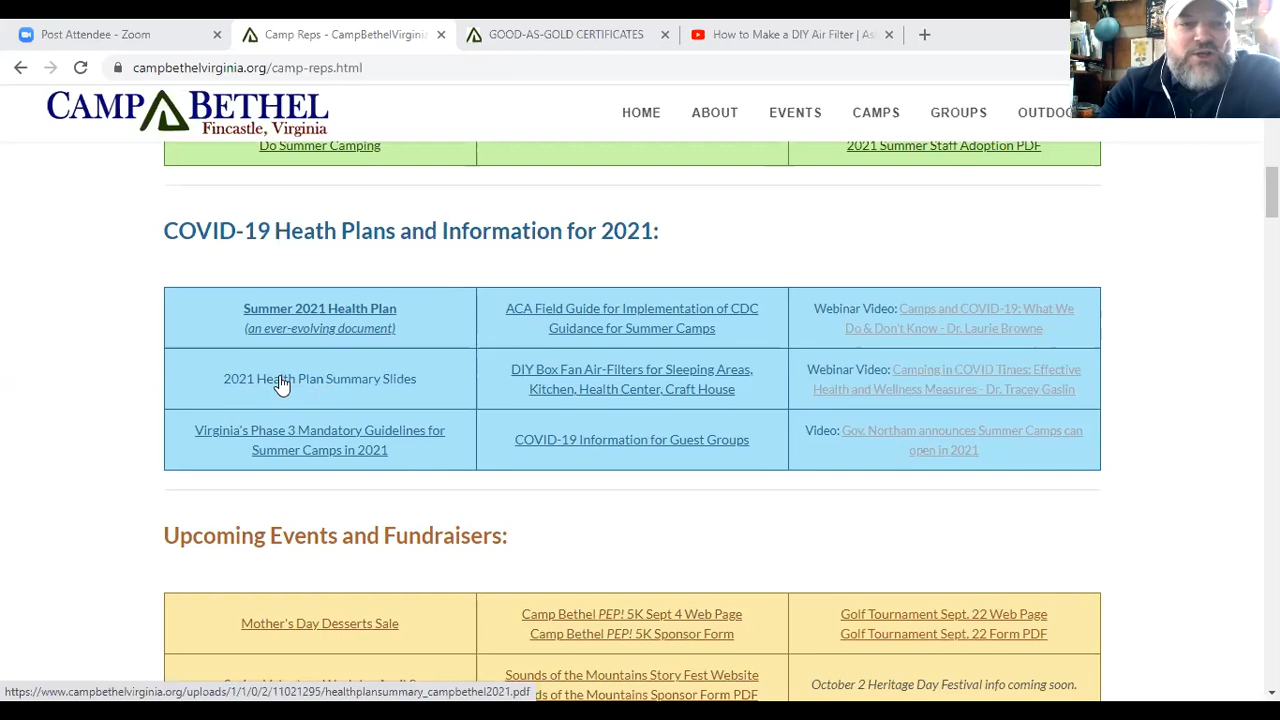 Post Attendee - Zoom
Camp Reps - CampBethelVirginia
GOOD-AS-GOLD CERTIFICATES
How to Make a DIY Air Filter | As
campbethelvirginia.org/camp-reps.html
CAMP BETHEL
Fincastle, Virginia
HOME ABOUT EVENTS CAMPS GROUPS
Do Summer Camping
2021 Summer Staff Adoption PDF
COVID-19 Heath Plans and Information for 2021:
Summer 2021 Health Plan
(an ever-evolving document)
ACA Field Guide for Implementation of CDC
Guidance for Summer Camps
Webinar Video: Camps and COVID-19: What We
Do & Don't Know - Dr. Laurie Browne
2021 Health Plan Summary Slides
DIY Box Fan Air-Filters for Sleeping Areas,
Kitchen, Health Center, Craft House
Webinar Video: Camping in COVID Times: Effective
Health and Wellness Measures - Dr. Tracey Gaslin
Virginia's Phase 3 Mandatory Guidelines for
Summer Camps in 2021
COVID-19 Information for Guest Groups
Video: Gov. Northam announces Summer Camps can
open in 2021
Upcoming Events and Fundraisers:
Mother's Day Desserts Sale
Camp Bethel PEP! 5K Sept 4 Web Page
Camp Bethel PEP! 5K Sponsor Form
Golf Tournament Sept. 22 Web Page
Golf Tournament Sept. 22 Form PDF
Sounds of the Mountains Story Fest Website
ds of the Mountains Sponsor Form PDF
October 2 Heritage Day Festival info coming soon.
https://www.campbethelvirginia.org/uploads/1/1/0/2/11021295/healthplansummary_campbethel2021.pdf